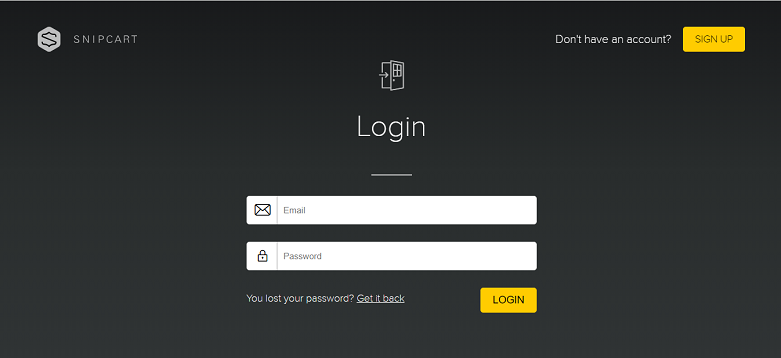 SNIPCART
Don't have an account?
SIGN UP
Login
Email
Password
You lost your password? Get it back
LOGIN